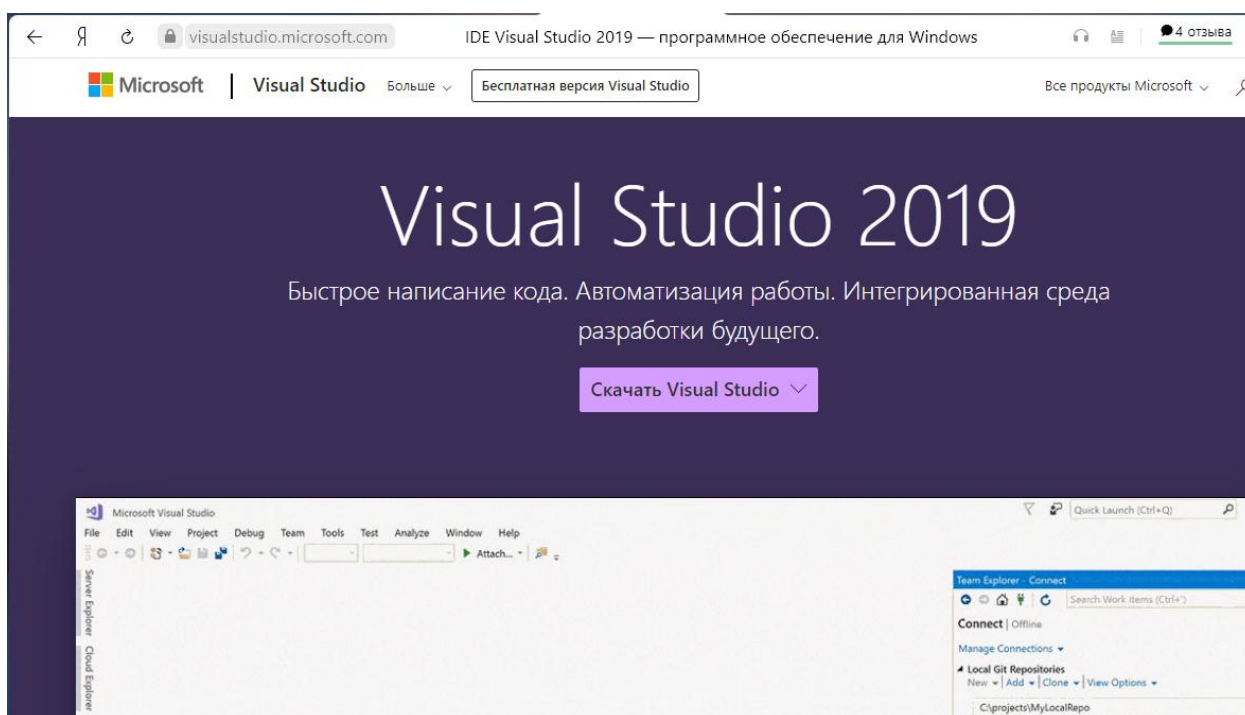 Я visualstudio.microsoft.com IDE Visual Studio 2019 — программное обеспечение для Windows 4 отзыва
Microsoft Visual Studio Больше Бесплатная версия Visual Studio Все продукты Microsoft
Visual Studio 2019
Быстрое написание кода. Автоматизация работы. Интегрированная среда
разработки будущего.
Скачать Visual Studio
Microsoft Visual Studio Quick Launch (Ctrl+Q)
File Edit View Project Debug Team Tools Test Analyze Window Help
Attach...
Server Explorer
Cloud Explorer
Team Explorer - Connect
Search Work Items (Ctrl+')
Connect | Offline
Manage Connections
Local Git Repositories
New | Add | Clone | View Options
C:\projects\MyLocalRepo